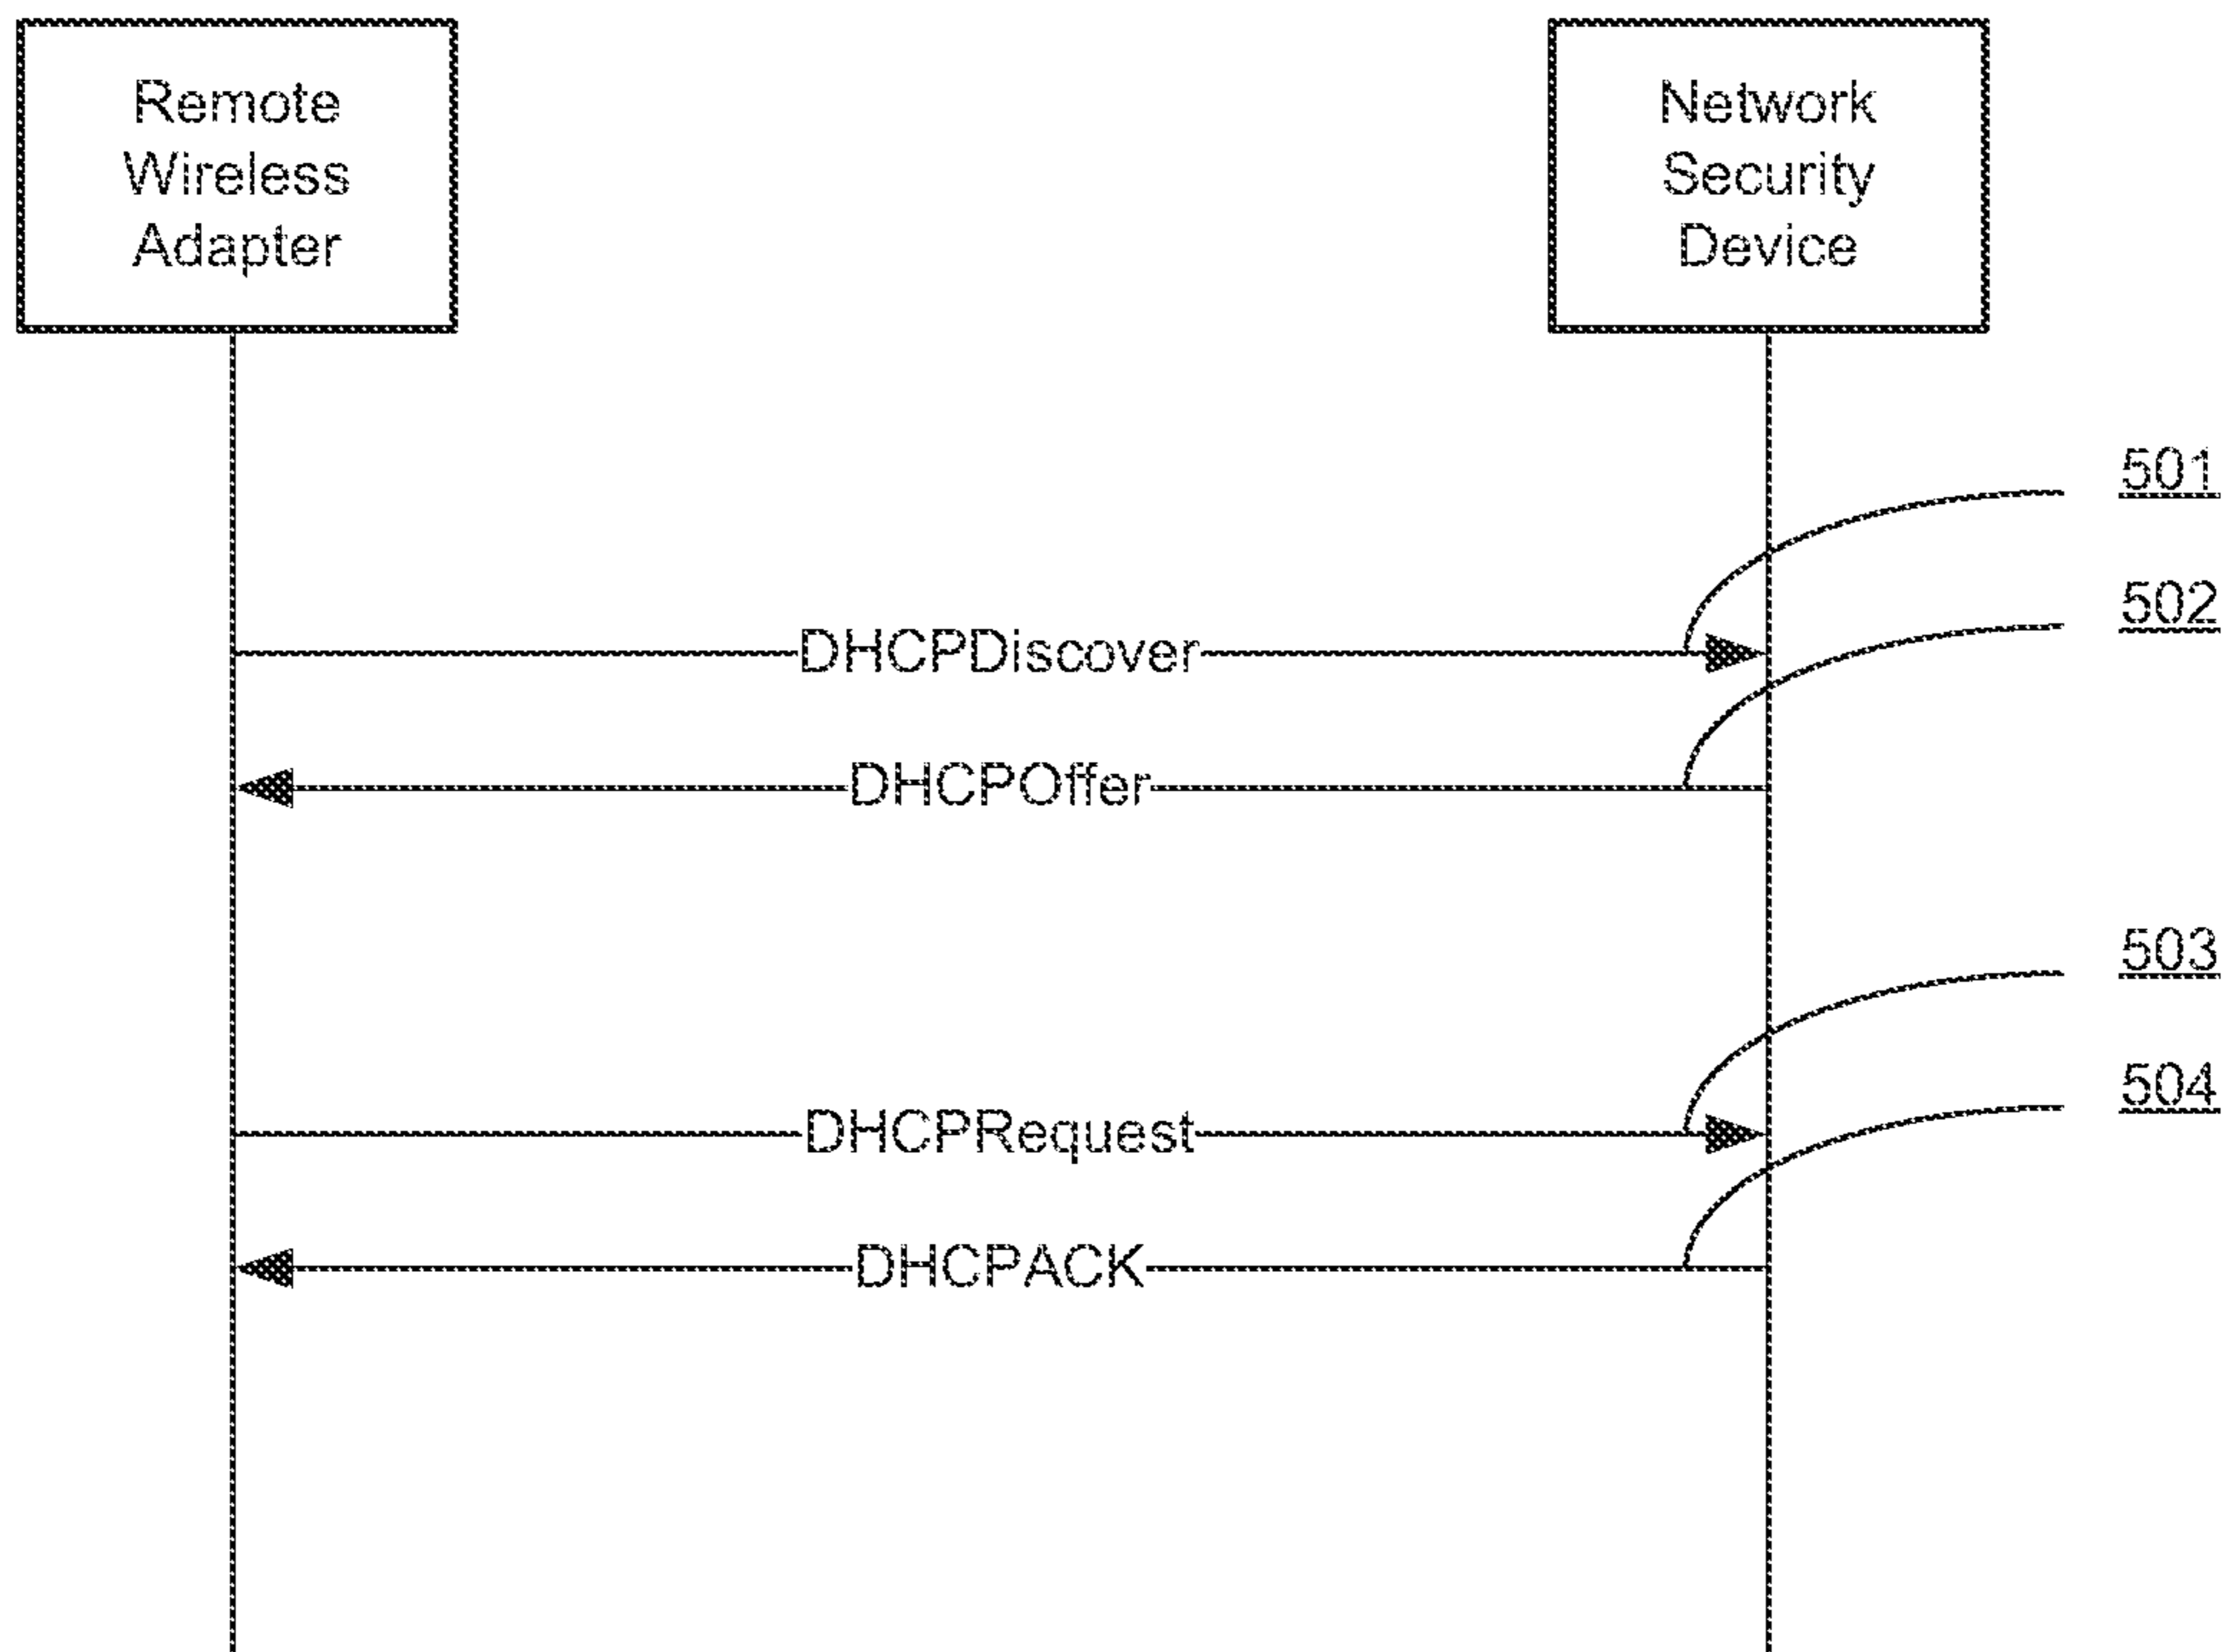 Remote
Wireless
Adapter
Network
Security
Device
501
502
DHCPDiscover
DHCPOffer
503
504
DHCPRequest
DHCPACK